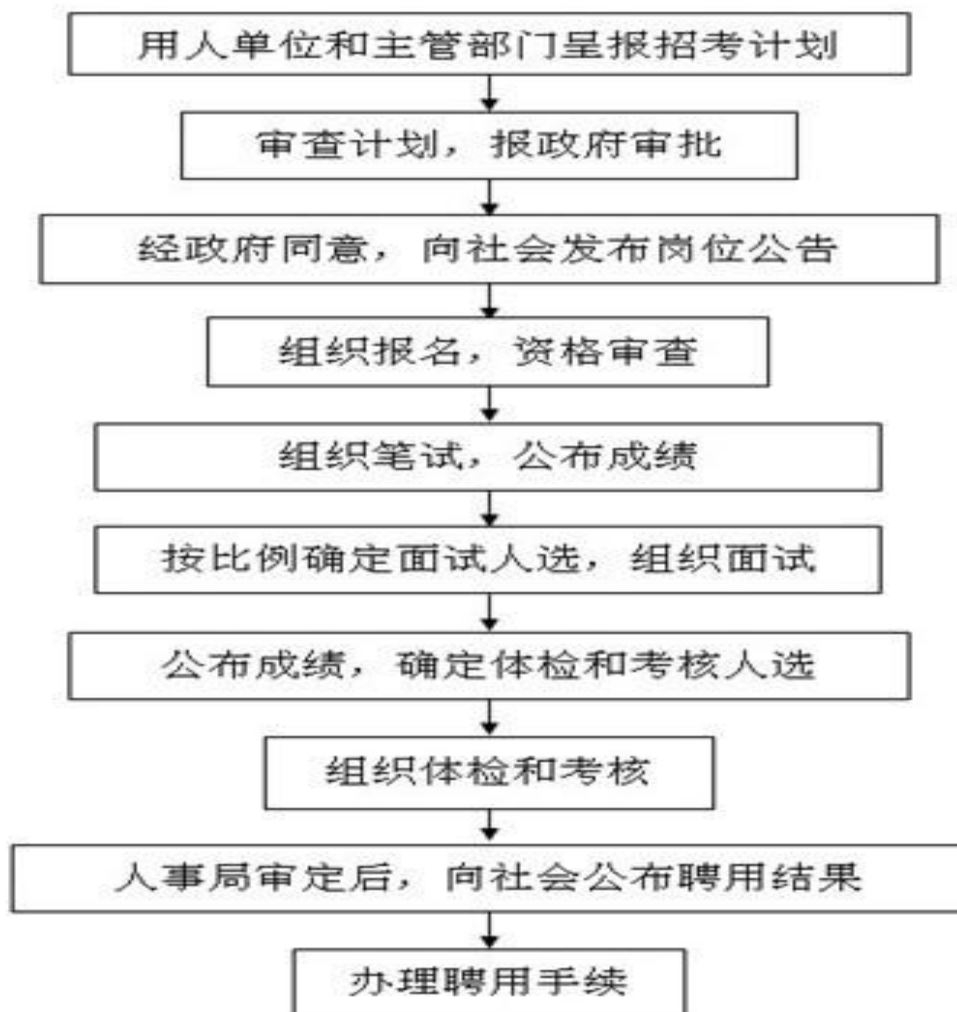 用人单位和主管部门呈报招考计划
审查计划，报政府审批
经政府同意，向社会发布岗位公告
组织报名，资格审查
组织笔试，公布成绩
按比例确定面试人选，组织面试
公布成绩，确定体检和考核人选
组织体检和考核
人事局审定后，向社会公布聘用结果
办理聘用手续